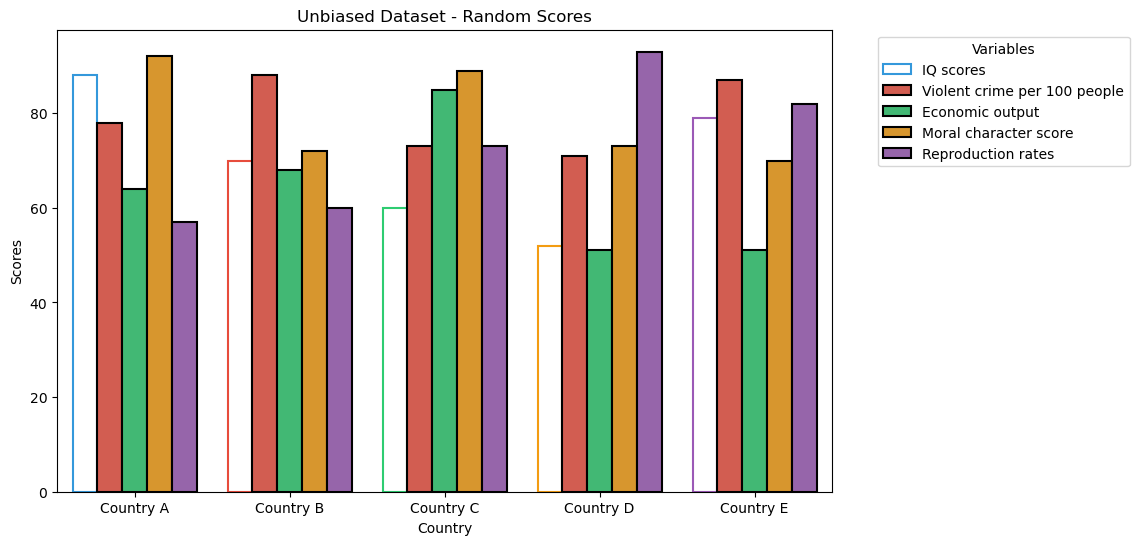 Unbiased Dataset - Random Scores
Variables
IQ scores
Violent crime per 100 people
Economic output
Moral character score
Reproduction rates
Scores
80
60
40
20
0
Country A
Country B
Country C
Country D
Country E
Country